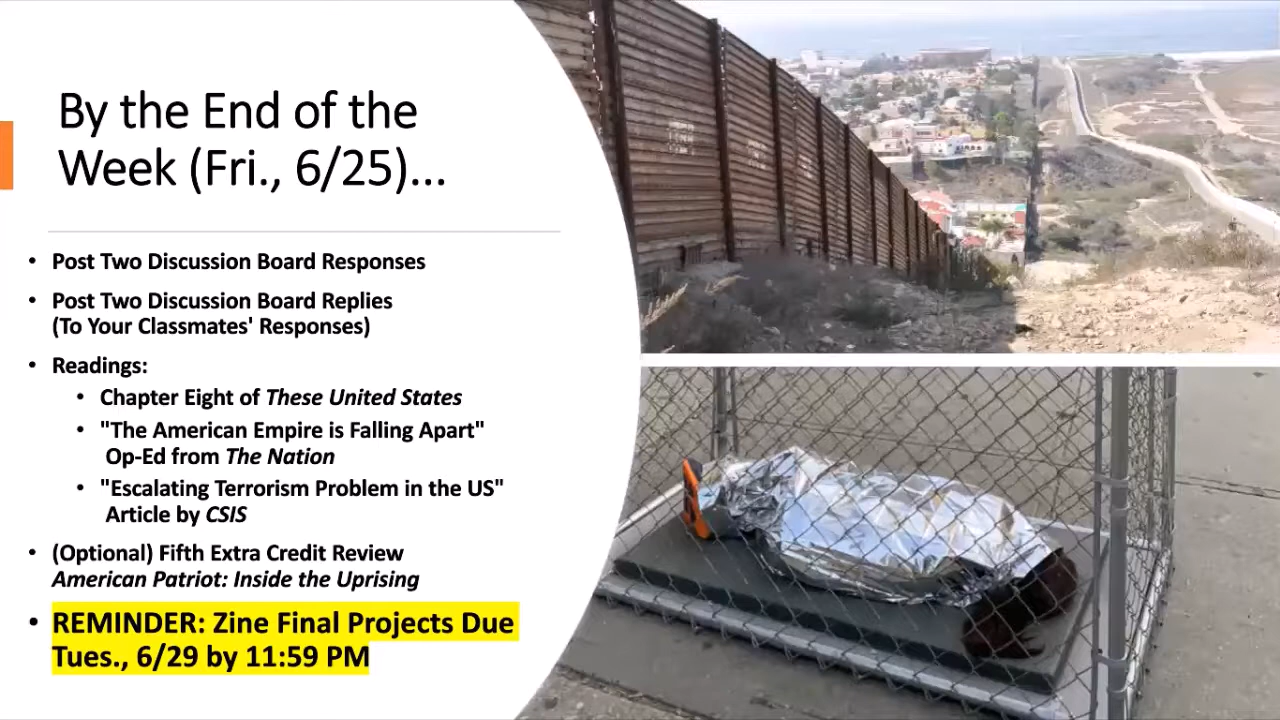 By the End of the
Week (Fri., 6/25)...
• Post Two Discussion Board Responses
• Post Two Discussion Board Replies
(To Your Classmates' Responses)
• Readings:
• Chapter Eight of These United States
• "The American Empire is Falling Apart"
Op-Ed from The Nation
• "Escalating Terrorism Problem in the US"
Article by CSIS
• (Optional) Fifth Extra Credit Review
American Patriot: Inside the Uprising
• REMINDER: Zine Final Projects Due
Tues., 6/29 by 11:59 PM